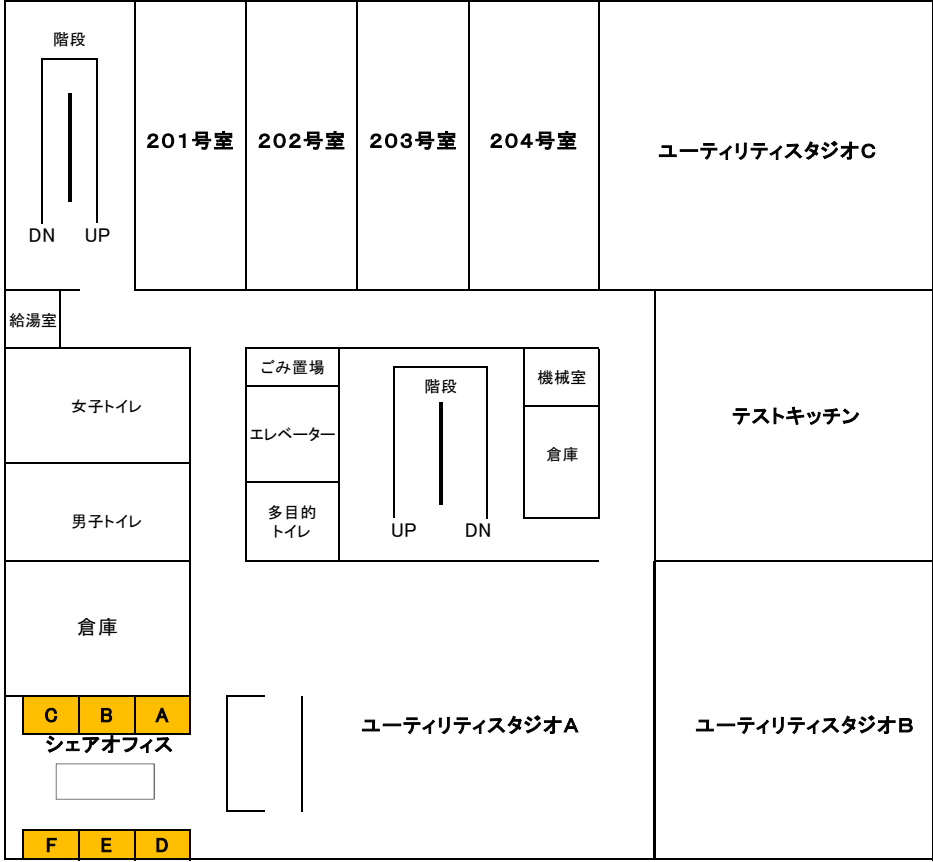 階段
DN UP
201号室
202号室
203号室
204号室
ユーティリティスタジオC
給湯室
女子トイレ
男子トイレ
倉庫
ごみ置場
エレベーター
多目的
トイレ
階段
UP DN
機械室
倉庫
テストキッチン
C B A
シェアオフィス
F E D
ユーティリティスタジオA
ユーティリティスタジオB